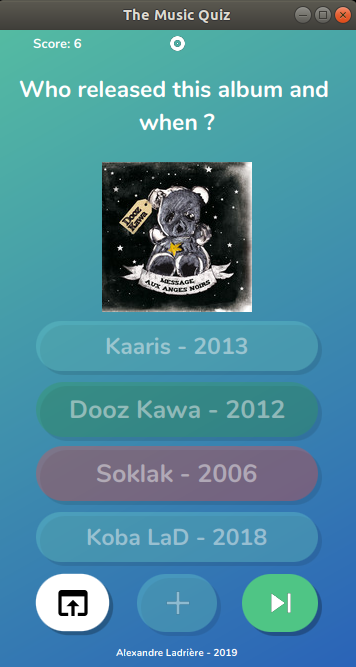 The Music Quiz
Score: 6
Who released this album and
when ?
Dooz
Kawa
MESSAGE
AUX ANGES NOIRS
Kaaris - 2013
Dooz Kawa - 2012
Soklak - 2006
Koba LaD - 2018
Alexandre Ladrière - 2019